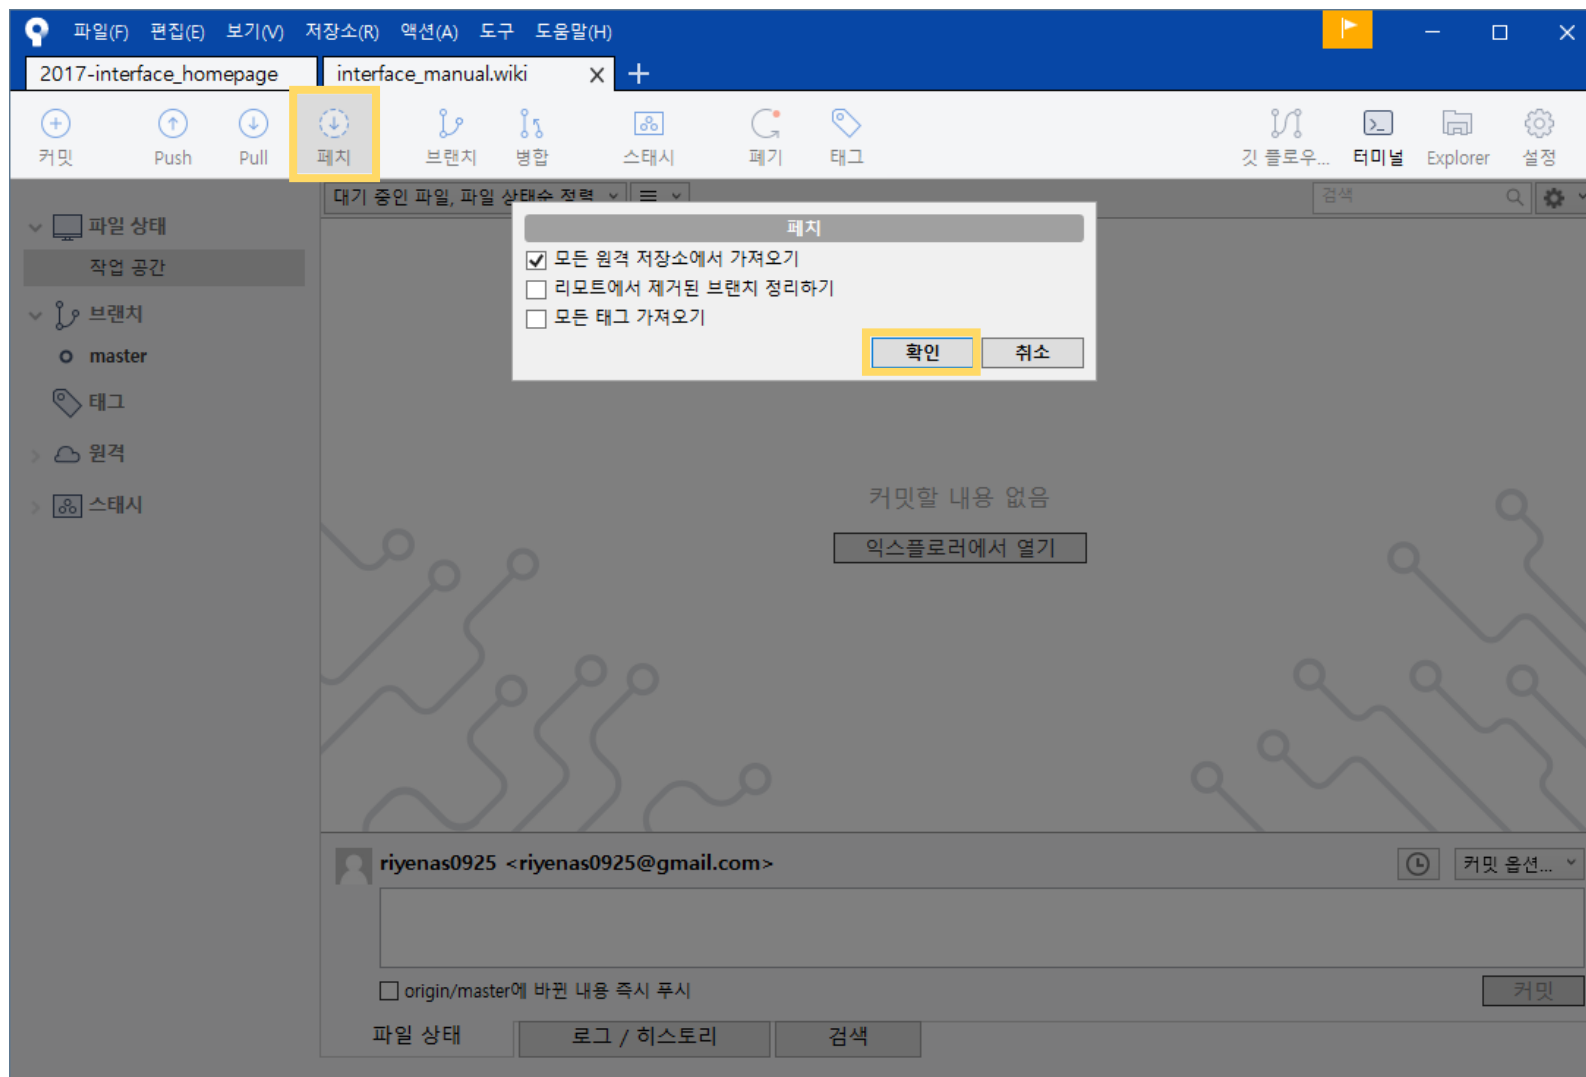 파일(F) 편집(E) 보기(V) 저장소(R) 액션(A) 도구 도움말(H)
2017-interface_homepage interface_manual.wiki
커밋 Push Pull 페치 브랜치 병합 스태시 폐기 태그 깃 플로우... 터미널 Explorer 설정
대기 중인 파일, 파일 상태순 정렬 검색
페치
모든 원격 저장소에서 가져오기
리모트에서 제거된 브랜치 정리하기
모든 태그 가져오기
확인 취소
파일 상태
작업 공간
브랜치
master
태그
원격
스태시
커밋할 내용 없음
익스플로러에서 열기
riyenas0925 <riyenas0925@gmail.com>
커밋 옵션...
origin/master에 바뀐 내용 즉시 푸시
커밋
파일 상태 로그 / 히스토리 검색